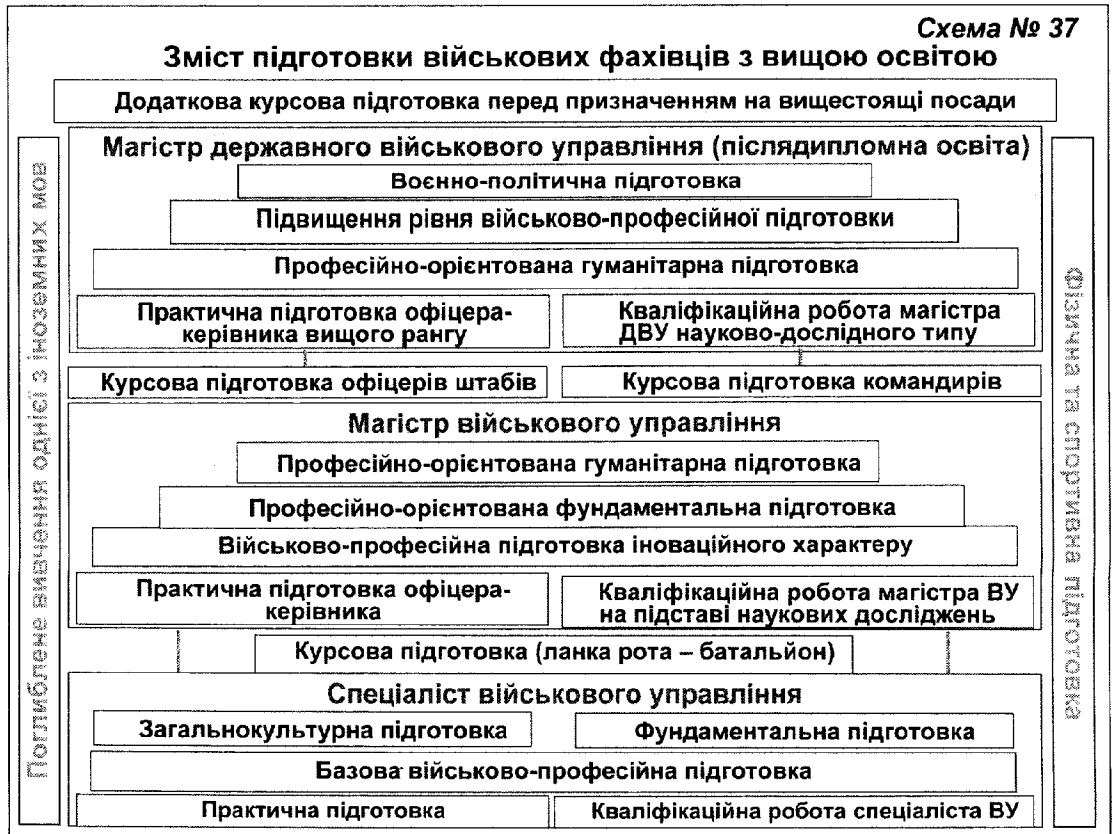 Схема № 37
Зміст підготовки військових фахівців з вищою освітою
Додаткова курсова підготовка перед призначенням на вищестоящі посади
Поглиблене вивчення однієї з іноземних мов
Магістр державного військового управління (післядипломна освіта)
Воєнно-політична підготовка
Підвищення рівня військово-професійної підготовки
Професійно-орієнтована гуманітарна підготовка
Практична підготовка офіцера-
керівника вищого рангу
Кваліфікаційна робота магістра
ДВУ науково-дослідного типу
Курсова підготовка офіцерів штабів
Курсова підготовка командирів
Магістр військового управління
Професійно-орієнтована гуманітарна підготовка
Професійно-орієнтована фундаментальна підготовка
Військово-професійна підготовка іноваційного характеру
Практична підготовка офіцера-
керівника
Кваліфікаційна робота магістра ВУ
на підставі наукових досліджень
Курсова підготовка (ланка рота – батальйон)
Спеціаліст військового управління
Загальнокультурна підготовка
Фундаментальна підготовка
Базова військово-професійна підготовка
Практична підготовка
Кваліфікаційна робота спеціаліста ВУ
Фізична та спортивна підготовка